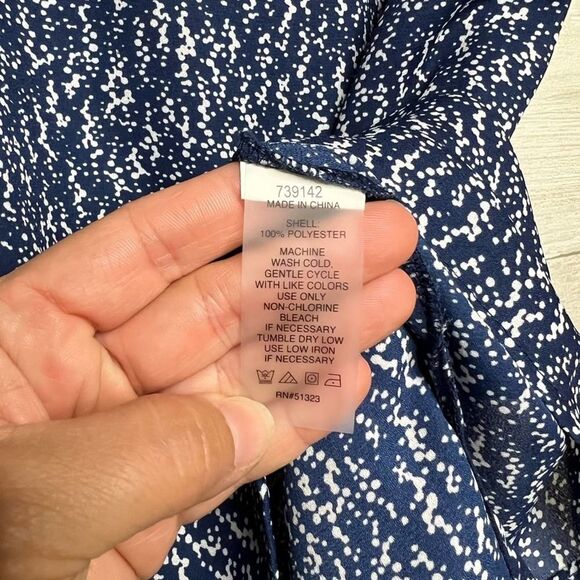 739142
MADE IN CHINA
SHELL:
100% POLYESTER
MACHINE
WASH COLD,
GENTLE CYCLE
WITH LIKE COLORS
USE ONLY
NON-CHLORINE
BLEACH
IF NECESSARY
TUMBLE DRY LOW
USE LOW IRON
IF NECESSARY
RN#51323